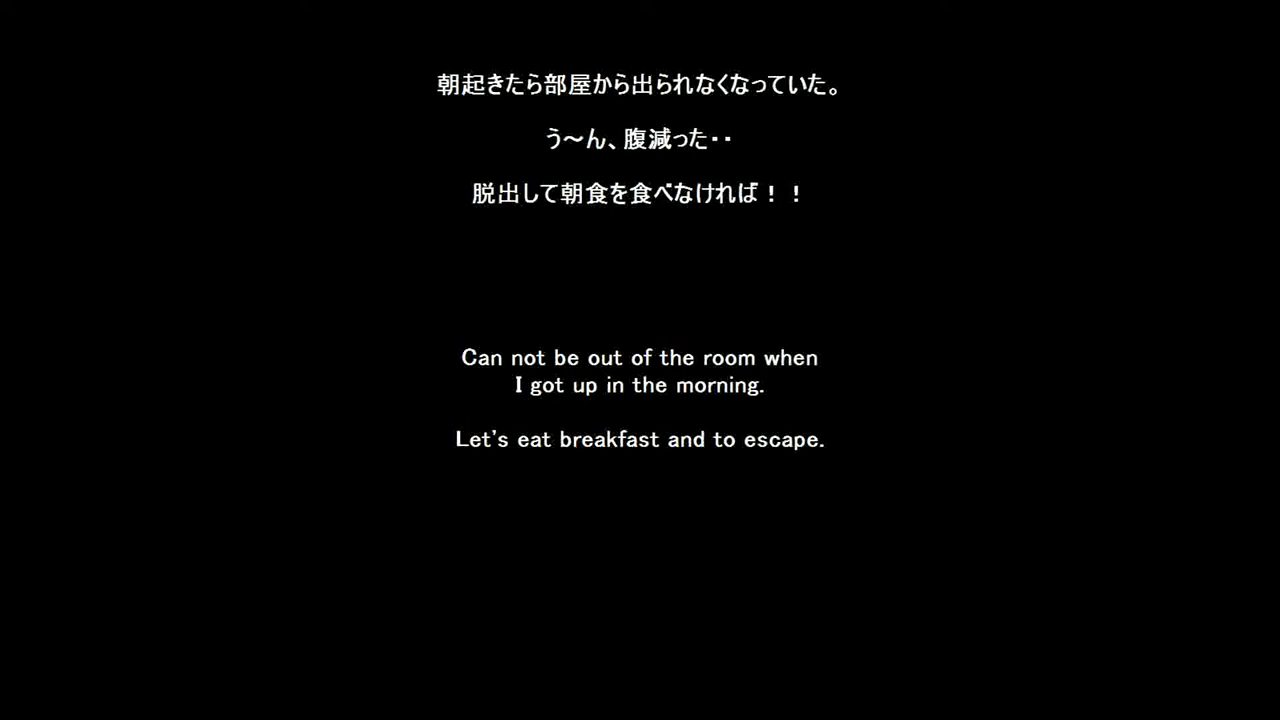 朝起きたら部屋から出られなくなっていた。
う〜ん、腹減った・・
脱出して朝食を食べなければ！！
Can not be out of the room when
I got up in the morning.
Let's eat breakfast and to escape.